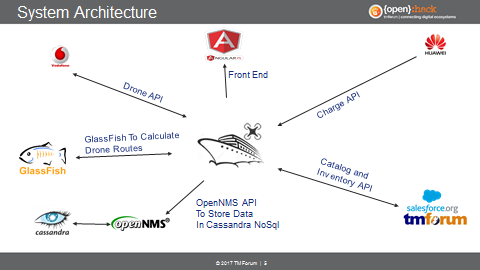 System Architecture
{open}:hack
tm forum | connecting digital ecosystems
vodafone
ANGULARJS
HUAWEI
Front End
Drone API
Charge API
GlassFish To Calculate
Drone Routes
GlassFish
Catalog and
Inventory API
OpenNMS API
To Store Data
In Cassandra NoSql
salesforce.org
tmforum
cassandra
openNMS®
© 2017 TM Forum | 5